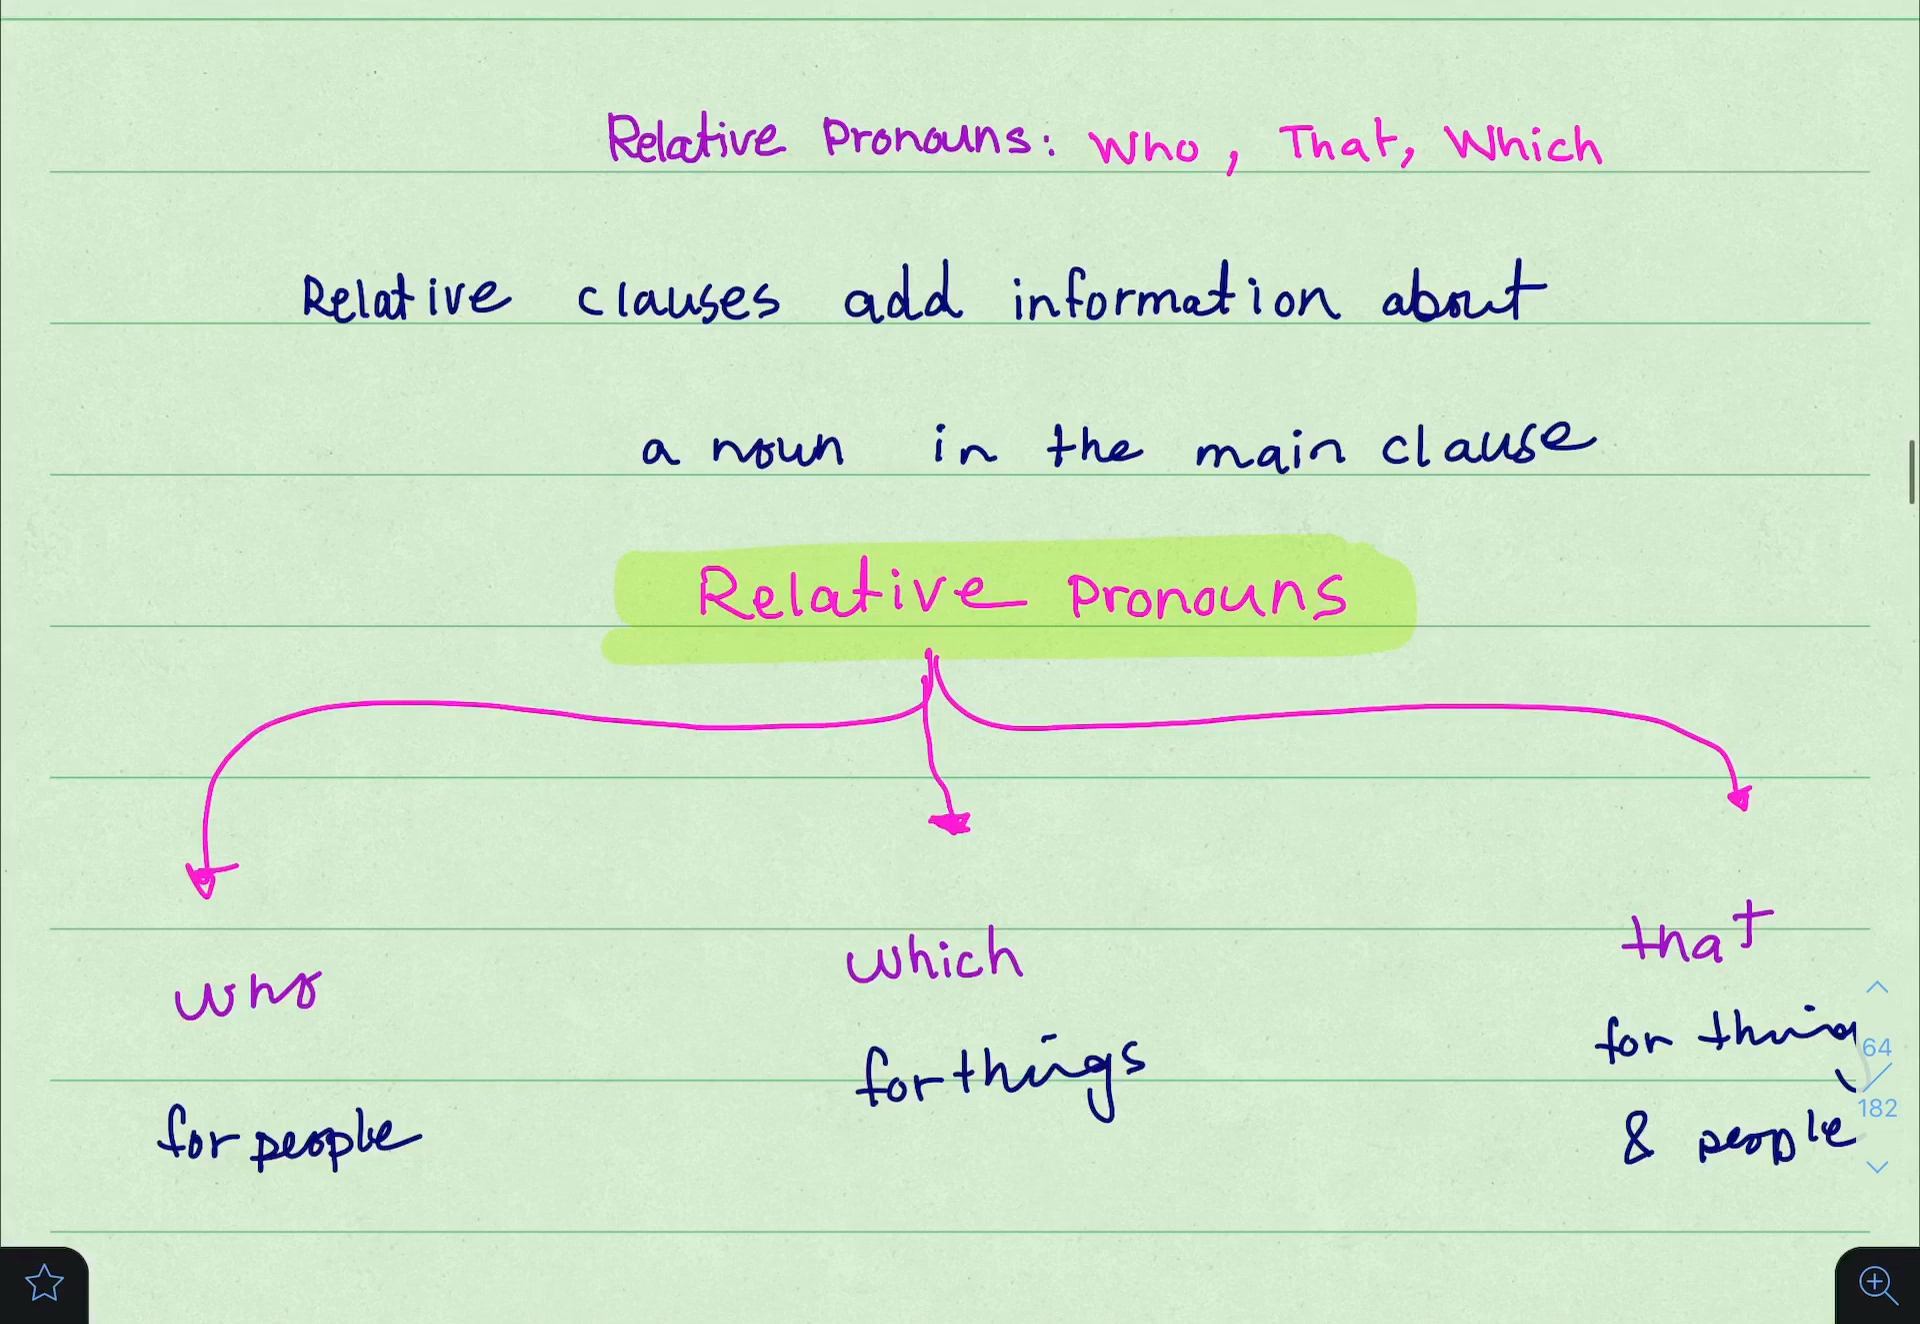 Relative Pronouns: Who, That, Which
Relative clauses add information about
a noun in the main clause
Relative Pronouns
who
which
that
for people
for things
for things
& people
64
182